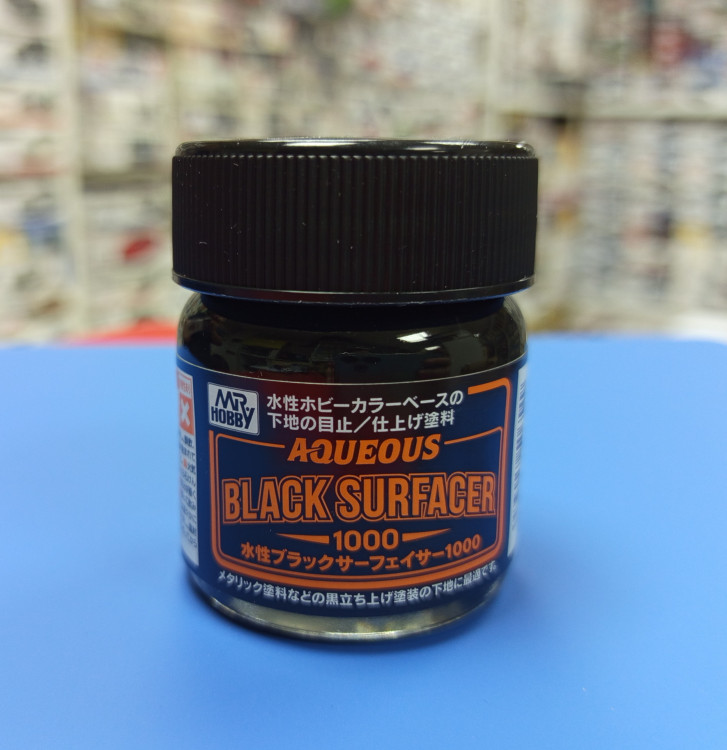 MR HOBBY
水性ホビーカラーベースの
下地の目止/仕上げ塗料
AQUEOUS
BLACK SURFACER
1000
水性ブラックサーフェイサー1000
メタリック塗料などの黒立ち上げ塗装の下地に最適です。